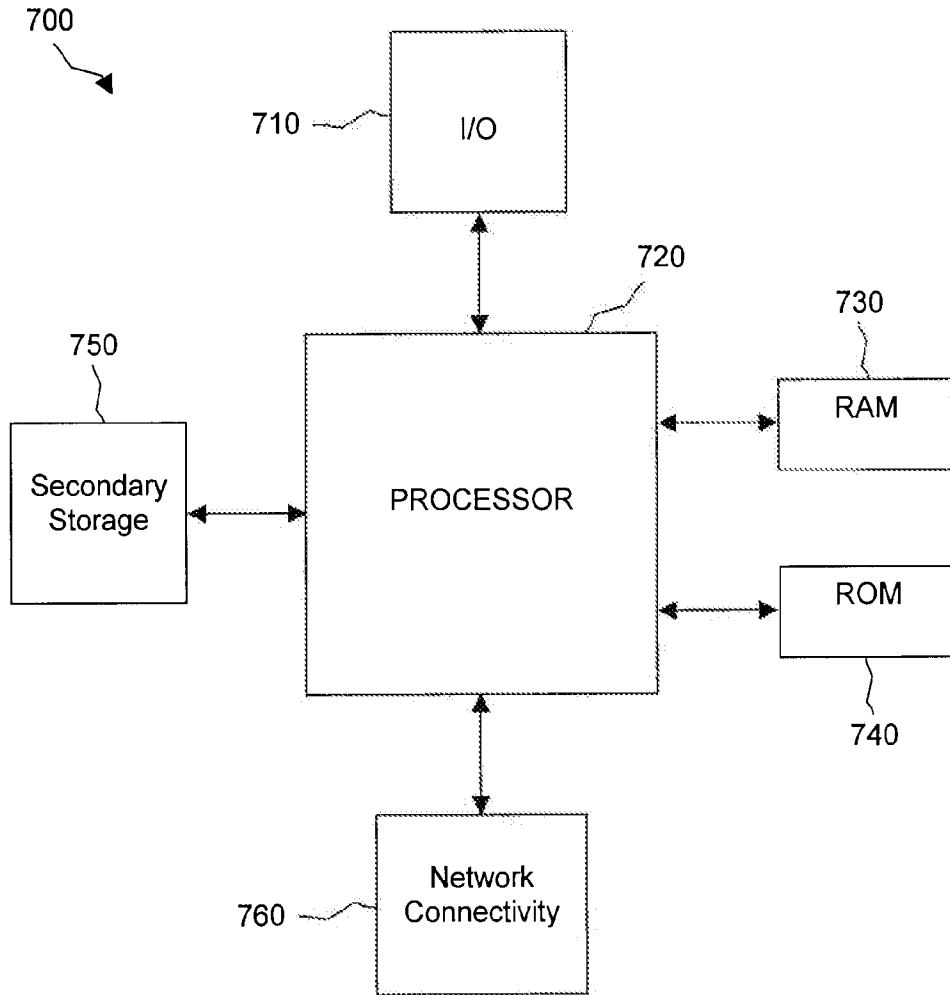 700
710
I/O
720
730
RAM
750
Secondary
Storage
PROCESSOR
ROM
740
Network
Connectivity
760